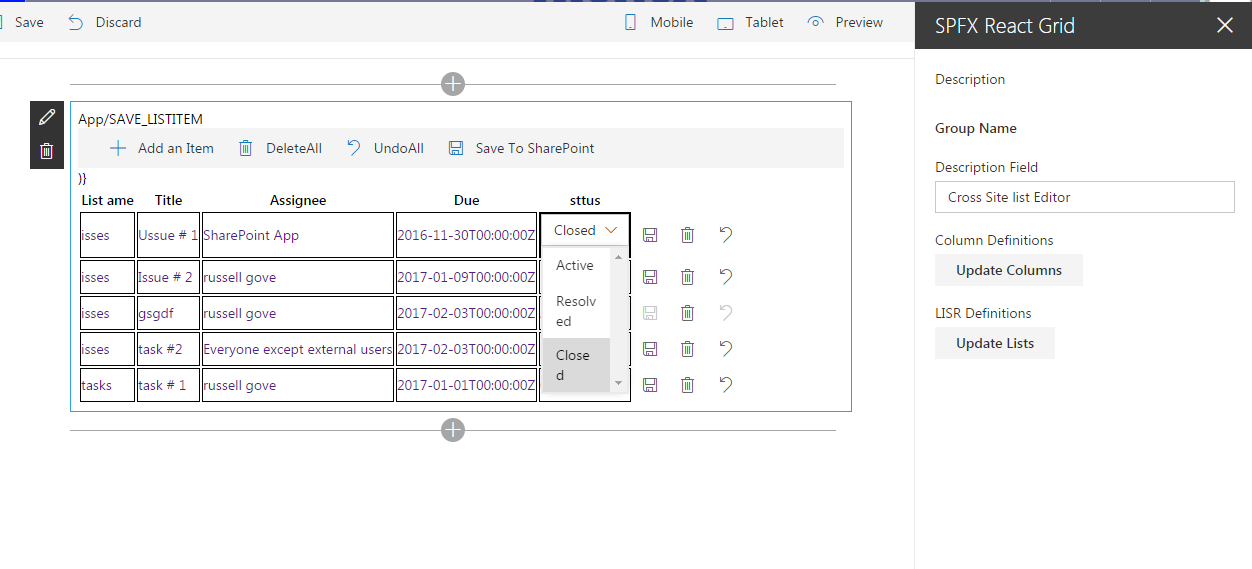 Save Discard Mobile Tablet Preview
SPFX React Grid
Description
Group Name
Description Field
Cross Site list Editor
Column Definitions
Update Columns
LISR Definitions
Update Lists
App/SAVE_LISTITEM
Add an Item DeleteAll UndoAll Save To SharePoint
)}
List ame Title Assignee Due sttus
isses Ussue # 1 SharePoint App 2016-11-30T00:00:00Z Closed
isses Issue # 2 russell gove 2017-01-09T00:00:00Z
isses gsgdf russell gove 2017-02-03T00:00:00Z
isses task #2 Everyone except external users 2017-02-03T00:00:00Z
tasks task # 1 russell gove 2017-01-01T00:00:00Z
Active
Resolv
ed
Close
d